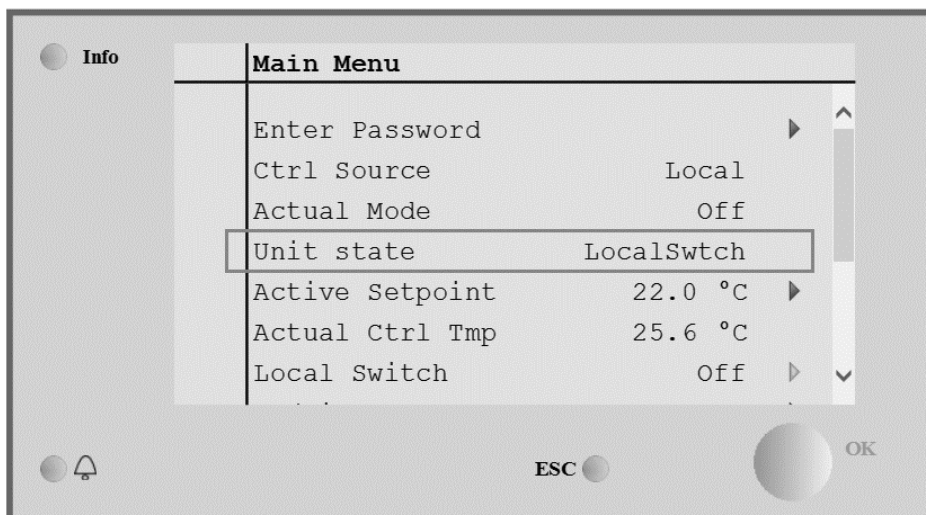 Info
Main Menu
Enter Password
Ctrl Source Local
Actual Mode Off
Unit state LocalSwtch
Active Setpoint 22.0 °C
Actual Ctrl Tmp 25.6 °C
Local Switch Off
ESC
OK